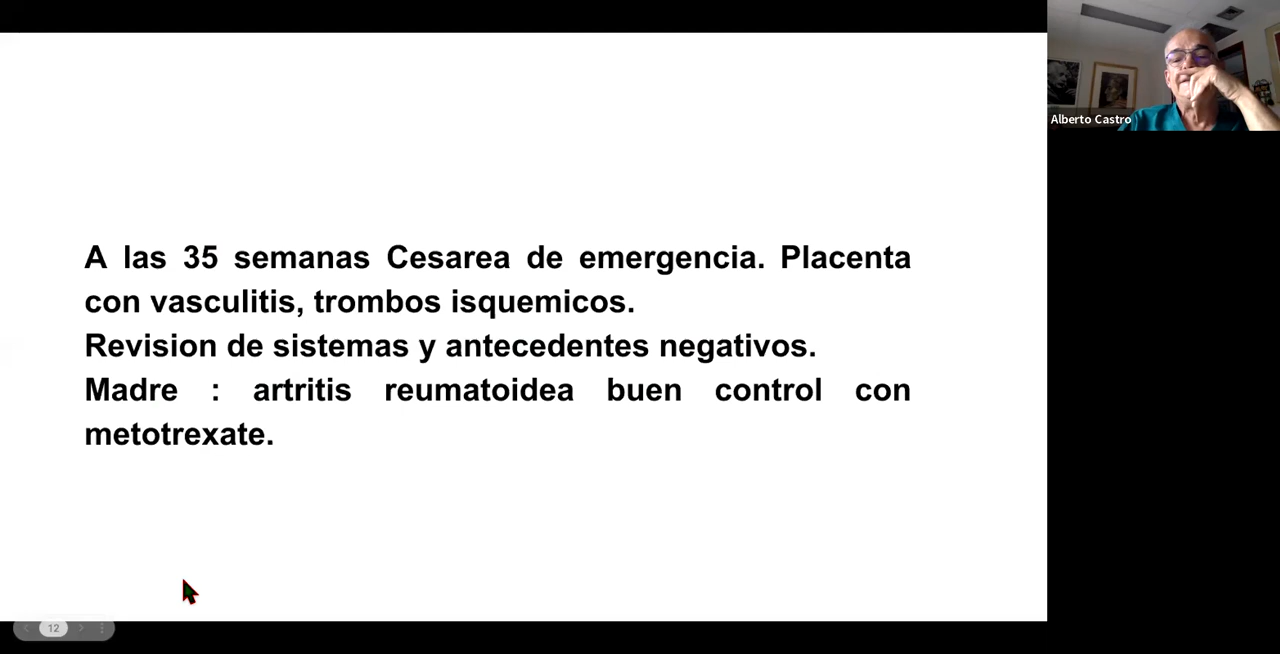 A las 35 semanas Cesarea de emergencia. Placenta
con vasculitis, trombos isquemicos.
Revision de sistemas y antecedentes negativos.
Madre : artritis reumatoidea buen control con
metotrexate.
Alberto Castro
12